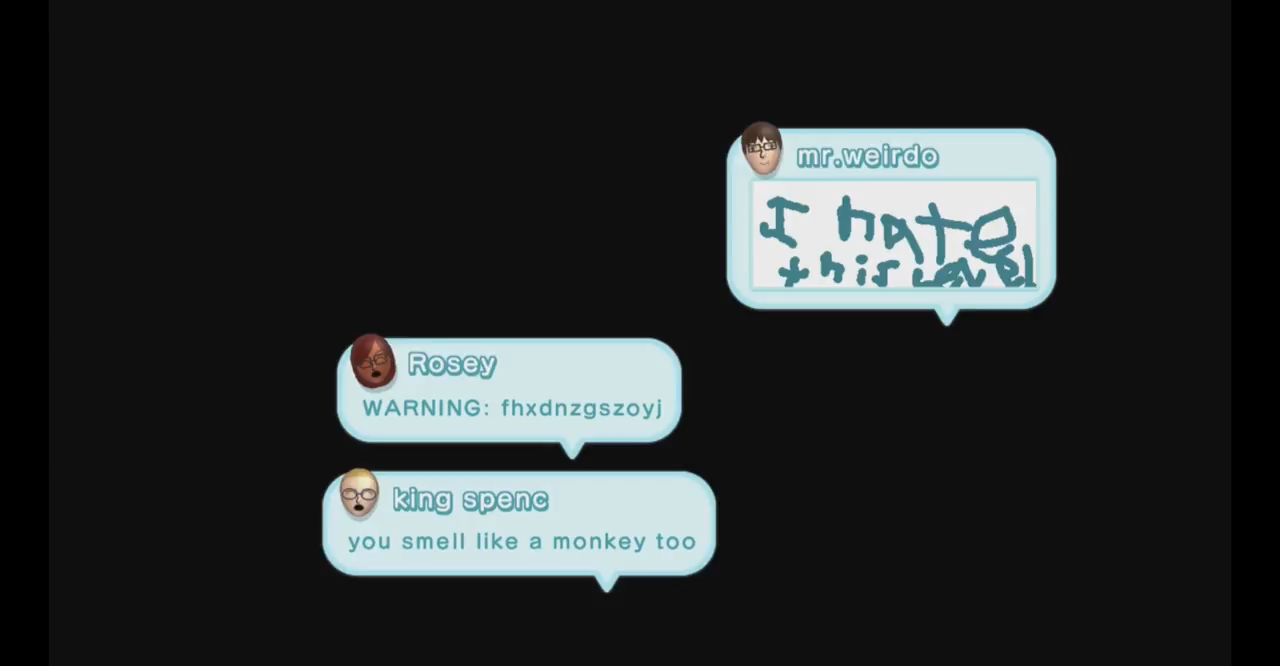 mr.weirdo
I hate
this level
Rosey
WARNING: fhxdnzgszoyj
king spenc
you smell like a monkey too